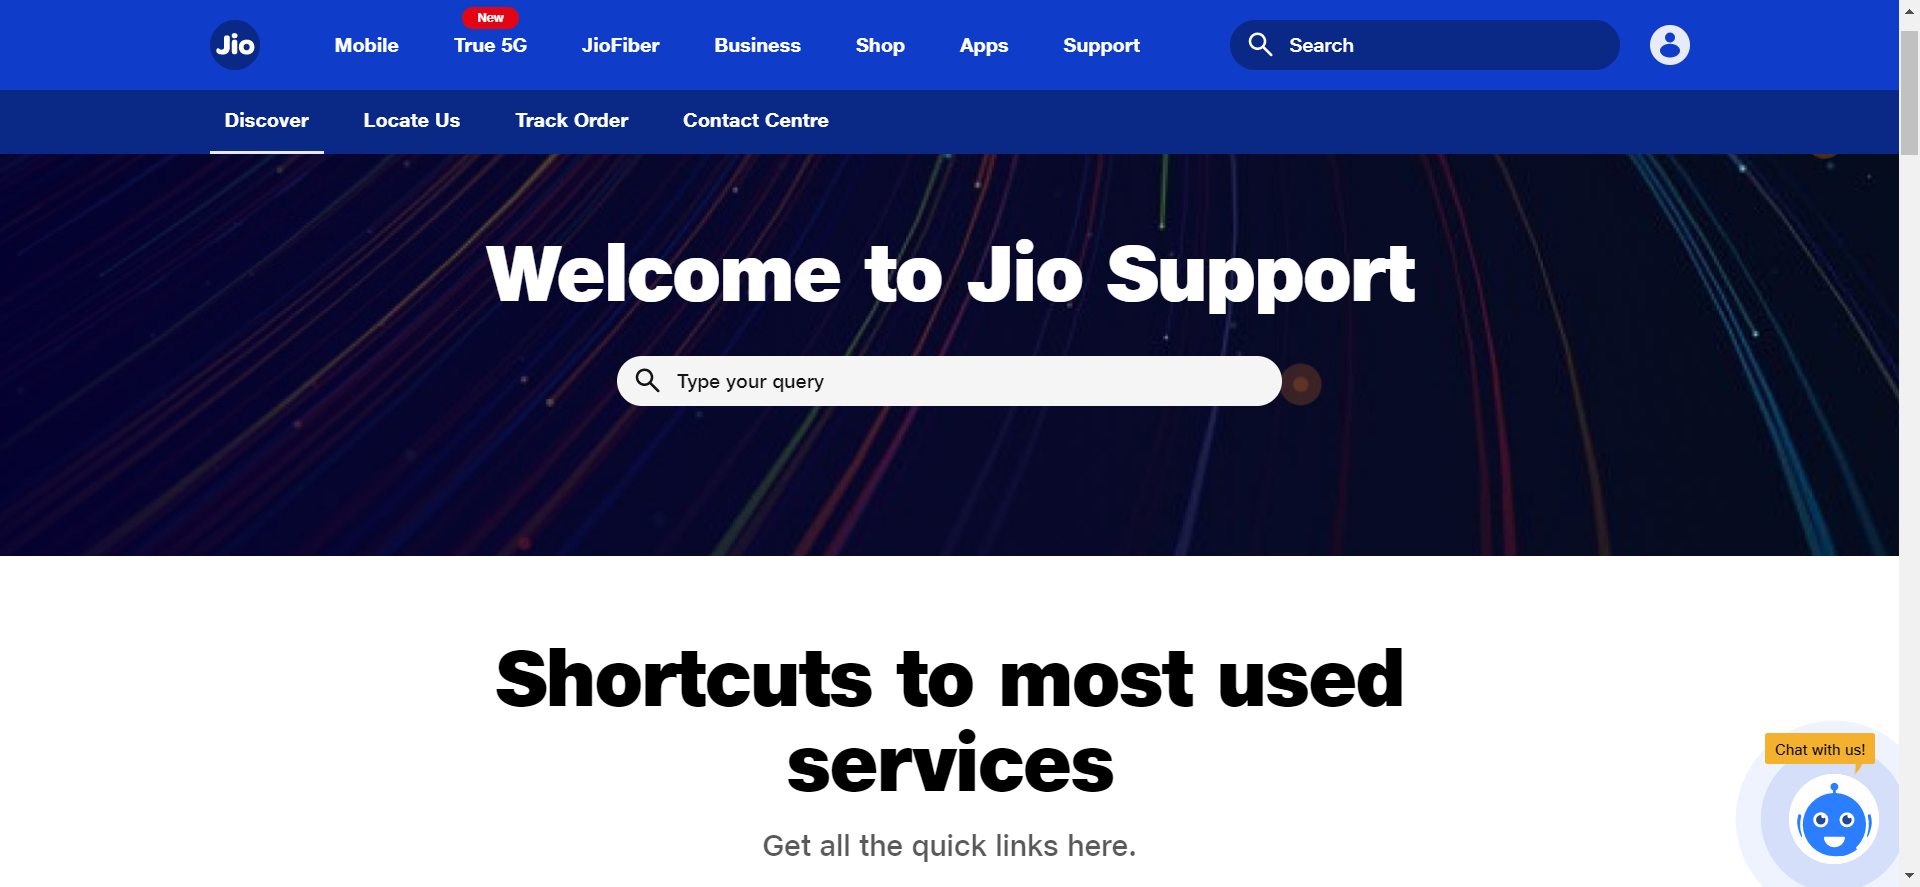 New
Jio Mobile True 5G JioFiber Business Shop Apps Support Search
Discover Locate Us Track Order Contact Centre
Welcome to Jio Support
Type your query
Shortcuts to most used
services
Get all the quick links here.
Chat with us!